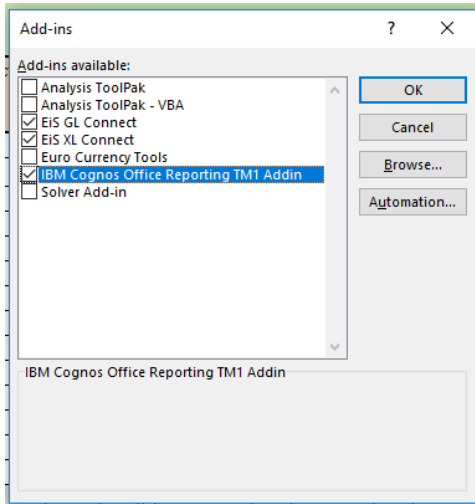 Add-ins
?
Add-ins available:
Analysis ToolPak
Analysis ToolPak - VBA
EiS GL Connect
EiS XL Connect
Euro Currency Tools
IBM Cognos Office Reporting TM1 Addin
Solver Add-in
OK
Cancel
Browse...
Automation...
IBM Cognos Office Reporting TM1 Addin